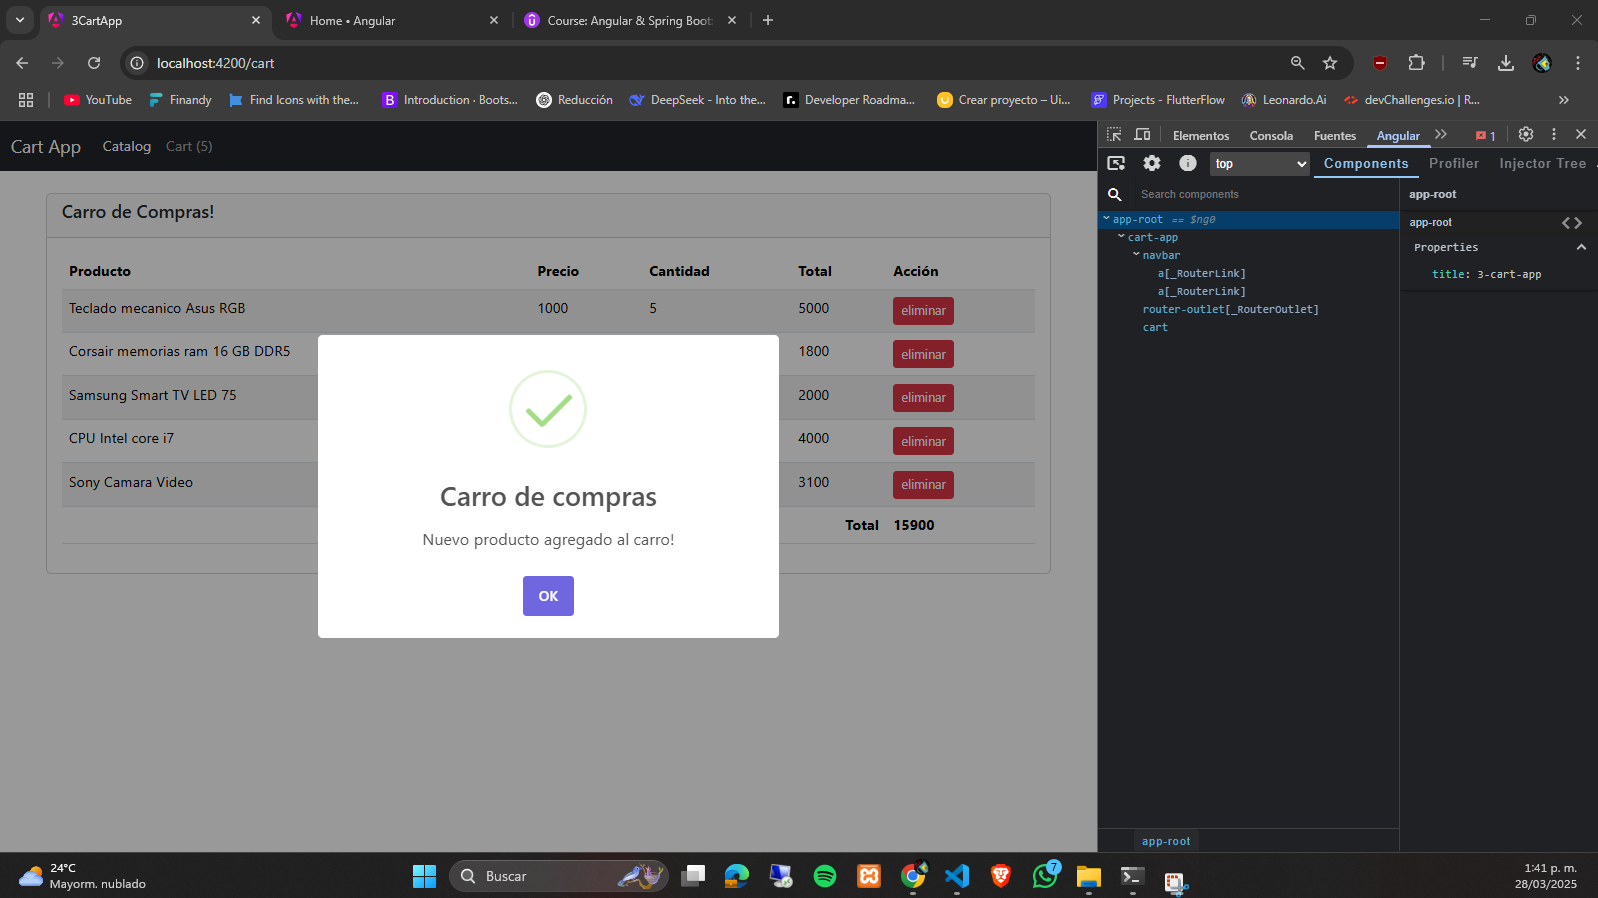 3CartApp
Home • Angular
Course: Angular & Spring Boot
localhost:4200/cart
YouTube
Finandy
Find Icons with the...
B Introduction · Boots...
Reducción
DeepSeek - Into the...
r. Developer Roadma...
Crear proyecto – Ui...
Projects - FlutterFlow
Leonardo.Ai
devChallenges.io | R...
Cart App Catalog Cart (5)
Carro de Compras!
Producto Precio Cantidad Total Acción
Teclado mecanico Asus RGB 1000 5 5000 eliminar
Corsair memorias ram 16 GB DDR5 1800 eliminar
Samsung Smart TV LED 75 2000 eliminar
CPU Intel core i7 4000 eliminar
Sony Camara Video 3100 eliminar
Total 15900
Carro de compras
Nuevo producto agregado al carro!
OK
Elementos Consola Fuentes Angular 1
top Components Profiler Injector Tree
Search components
app-root == $ng0
cart-app
navbar
a[_RouterLink]
a[_RouterLink]
router-outlet[_RouterOutlet]
cart
app-root
app-root
app-root
Properties
title: 3-cart-app
24°C
Mayorm. nublado
Buscar
7
1:41 p. m.
28/03/2025